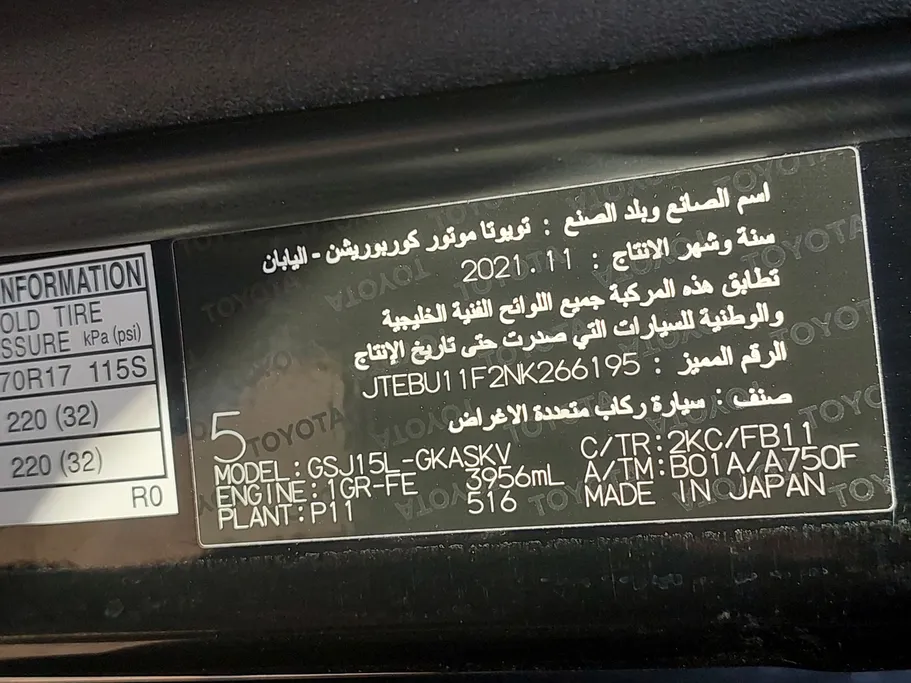 NFORMATION
OLD TIRE
SSURE kPa (psi)
70R17 115S
220 (32)
220 (32)
R0
اسم الصانع وبلد الصنع : تويوتا موتور كوربوريشن - اليابان
سنة وشهر الانتاج : 2021.11
تطابق هذه المركبة جميع اللوائح الفنية الخليجية
والوطنية للسيارات التي صدرت حتى تاريخ الإنتاج
الرقم المميز : JTEBU11F2NK266195
صنف : سيارة ركاب متعددة الاغراض
5
MODEL:GSJ15L-GKASKV C/TR:2KC/FB11
ENGINE:1GR-FE 3956mL A/TM:B01A/A750F
PLANT:P11 516 MADE IN JAPAN